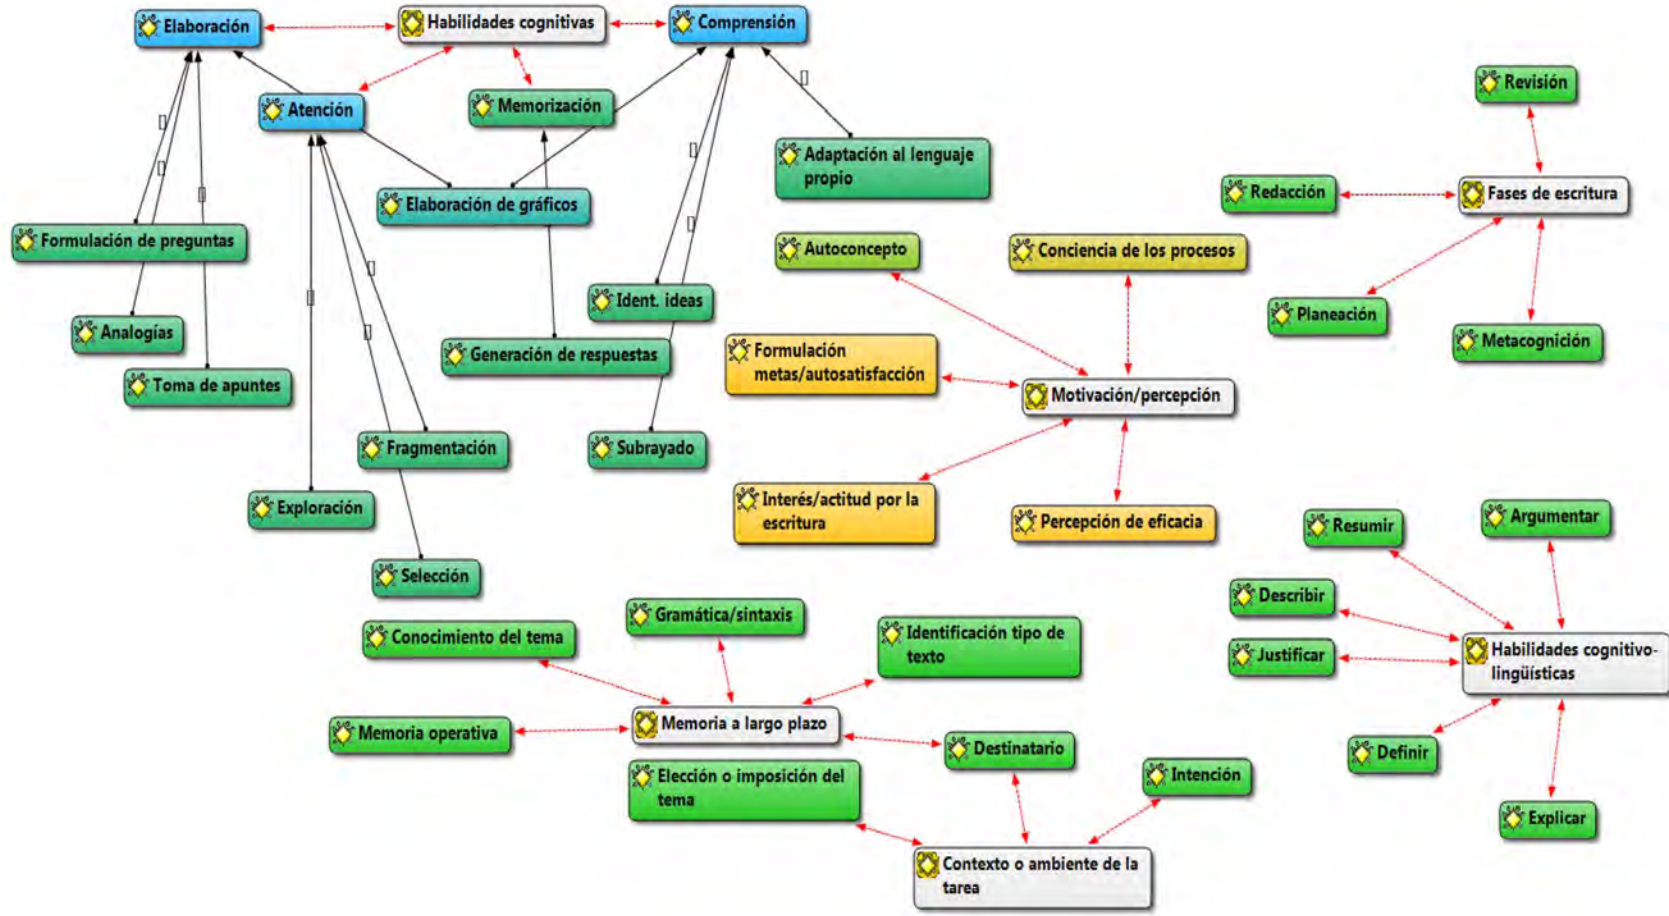 Elaboración
Habilidades cognitivas
Comprensión
Atención
Memorización
Adaptación al lenguaje
propio
Elaboración de gráficos
Formulación de preguntas
Analogías
Toma de apuntes
Ident. ideas
Generación de respuestas
Fragmentación
Subrayado
Exploración
Selección
Revisión
Redacción
Fases de escritura
Planeación
Metacognición
Autoconcepto
Conciencia de los procesos
Formulación
metas/autosatisfacción
Motivación/percepción
Interés/actitud por la
escritura
Percepción de eficacia
Resumir
Argumentar
Describir
Justificar
Habilidades cognitivo-
lingüísticas
Definir
Explicar
Gramática/sintaxis
Conocimiento del tema
Identificación tipo de
texto
Memoria a largo plazo
Memoria operativa
Destinatario
Elección o imposición del
tema
Intención
Contexto o ambiente de la
tarea